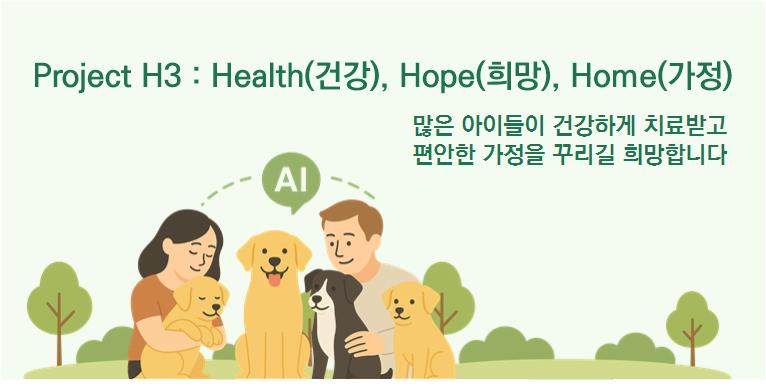 Project H3 : Health(건강), Hope(희망), Home(가정)
많은 아이들이 건강하게 치료받고
편안한 가정을 꾸리길 희망합니다
AI